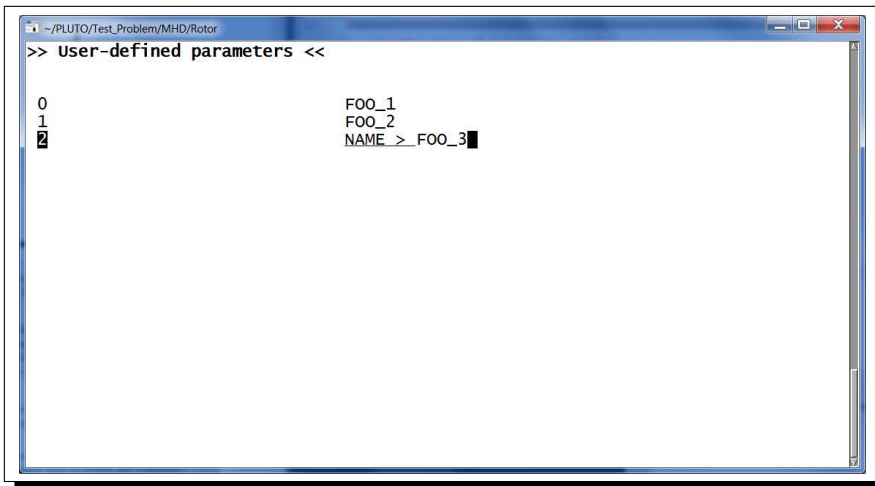 ~/PLUTO/Test_Problem/MHD/Rotor
>> User-defined parameters <<
0 FOO_1
1 FOO_2
2 NAME > FOO_3